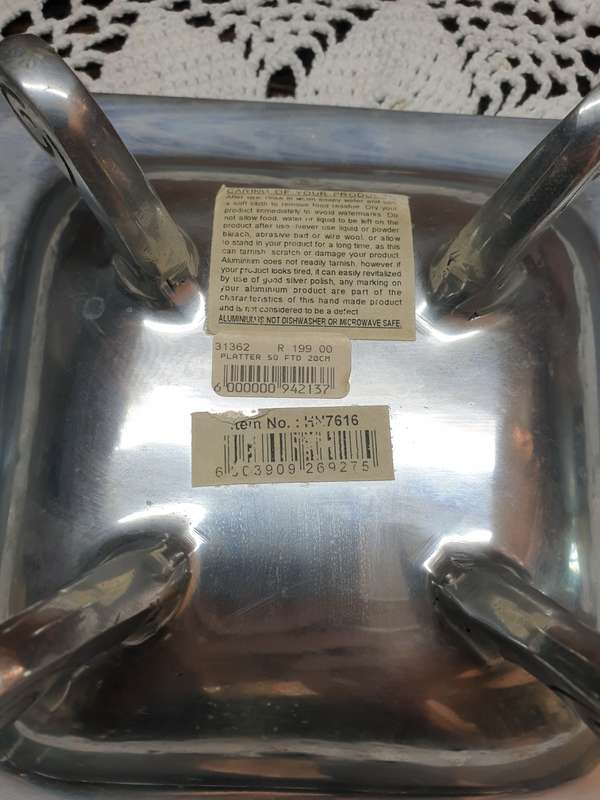 CARING OF YOUR PRODUCT
After use rinse in warm soapy water and use
a soft cloth to remove food residue. Dry your
product immediately to avoid watermarks. Do
not allow food, water or liquid to be left on the
product after use. Never use liquid or powder
bleach, abrasive pad or wire wool, or allow
to stand in your product for a long time, as this
can tarnish scratch or damage your product.
Aluminium does not readily tarnish, however if
your product looks tired, it can easily revitalized
by use of good silver polish, any marking on
your aluminium product are part of the
characteristics of this hand made product
and is not considered to be a defect
ALUMINIUM IS NOT DISHWASHER OR MICROWAVE SAFE.
31362 R 199.00
PLATTER SQ FTD 20CM
6 000000 942137
Item No. : HN7616
6 003909 269275